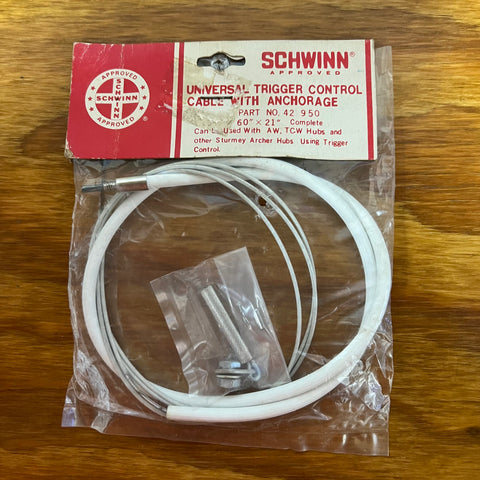 APPROVED
SCHWINN
SCHWINN
APPROVED
SCHWINN®
APPROVED
UNIVERSAL TRIGGER CONTROL
CABLE WITH ANCHORAGE
PART NO. 42 950
60" × 21" Complete
Can Used With AW, TCW Hubs and
other Sturmey Archer Hubs Using Trigger
Control.